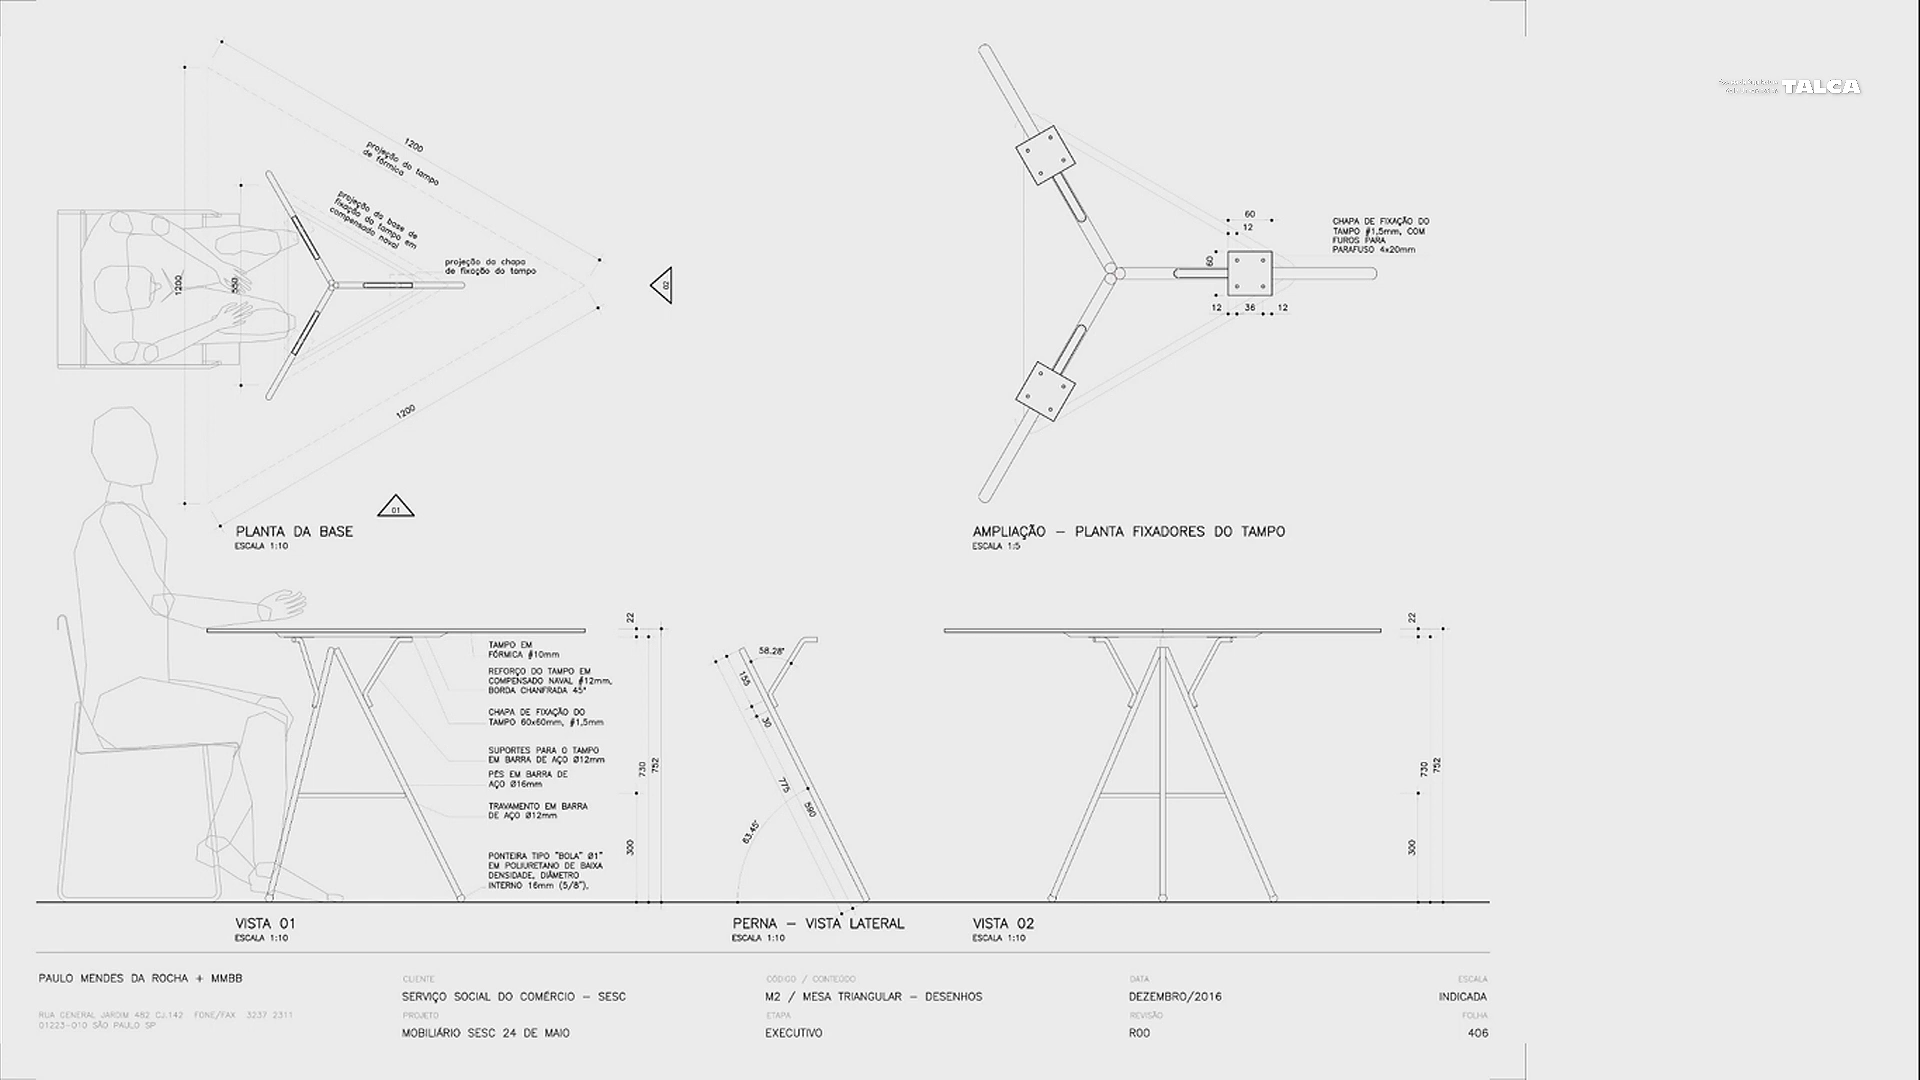 TALCA
1200
projeção do tampo
de fórmica
projeção da base de
fixação do tampo em
compensado naval
projeção da chapa
de fixação do tampo
1200
550
1200
02
01
PLANTA DA BASE
ESCALA 1:10
60
12
60
12
36
12
CHAPA DE FIXAÇÃO DO
TAMPO #1,5mm, COM
FUROS PARA
PARAFUSO 4x20mm
AMPLIAÇÃO – PLANTA FIXADORES DO TAMPO
ESCALA 1:5
TAMPO EM
FÓRMICA #10mm
REFORÇO DO TAMPO EM
COMPENSADO NAVAL #12mm,
BORDA CHANFRADA 45°
CHAPA DE FIXAÇÃO DO
TAMPO 60x60mm, #1,5mm
SUPORTES PARA O TAMPO
EM BARRA DE AÇO Ø12mm
PÉS EM BARRA DE
AÇO Ø16mm
TRAVAMENTO EM BARRA
DE AÇO Ø12mm
PONTEIRA TIPO "BOLA" Ø1"
EM POLIURETANO DE BAIXA
DENSIDADE, DIÂMETRO
INTERNO 16mm (5/8"),
22
730
752
300
58.28°
155
30
775
590
63.45°
22
730
752
300
VISTA 01
ESCALA 1:10
PERNA – VISTA LATERAL
ESCALA 1:10
VISTA 02
ESCALA 1:10
PAULO MENDES DA ROCHA + MMBB
RUA GENERAL JARDIM 482 CJ.142 FONE/FAX 3237 2311
01223-010 SÃO PAULO SP
CLIENTE
SERVIÇO SOCIAL DO COMÉRCIO – SESC
PROJETO
MOBILIÁRIO SESC 24 DE MAIO
CÓDIGO / CONTEÚDO
M2 / MESA TRIANGULAR – DESENHOS
ETAPA
EXECUTIVO
DATA
DEZEMBRO/2016
REVISÃO
R00
ESCALA
INDICADA
FOLHA
406